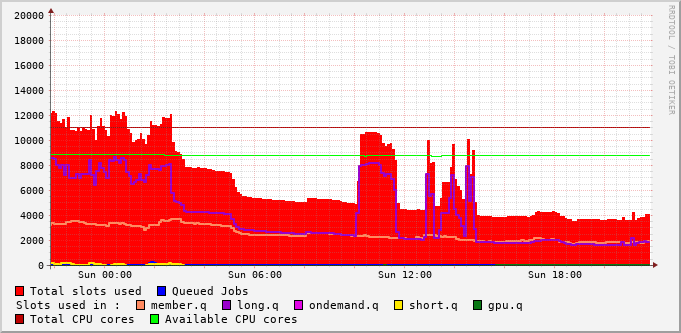 20000
18000
16000
14000
12000
10000
8000
6000
4000
2000
0
Sun 00:00 Sun 06:00 Sun 12:00 Sun 18:00
RRDTOOL / TOBI OETIKER
Total slots used Queued Jobs
Slots used in : member.q long.q ondemand.q short.q gpu.q
Total CPU cores Available CPU cores